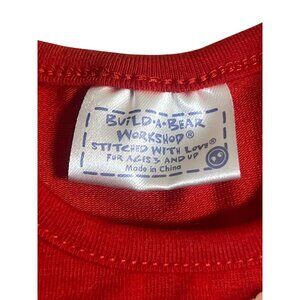 BUILD-A-BEAR
WORKSHOP®
STITCHED WITH LOVE®
FOR AGES 3 AND UP
Made in China